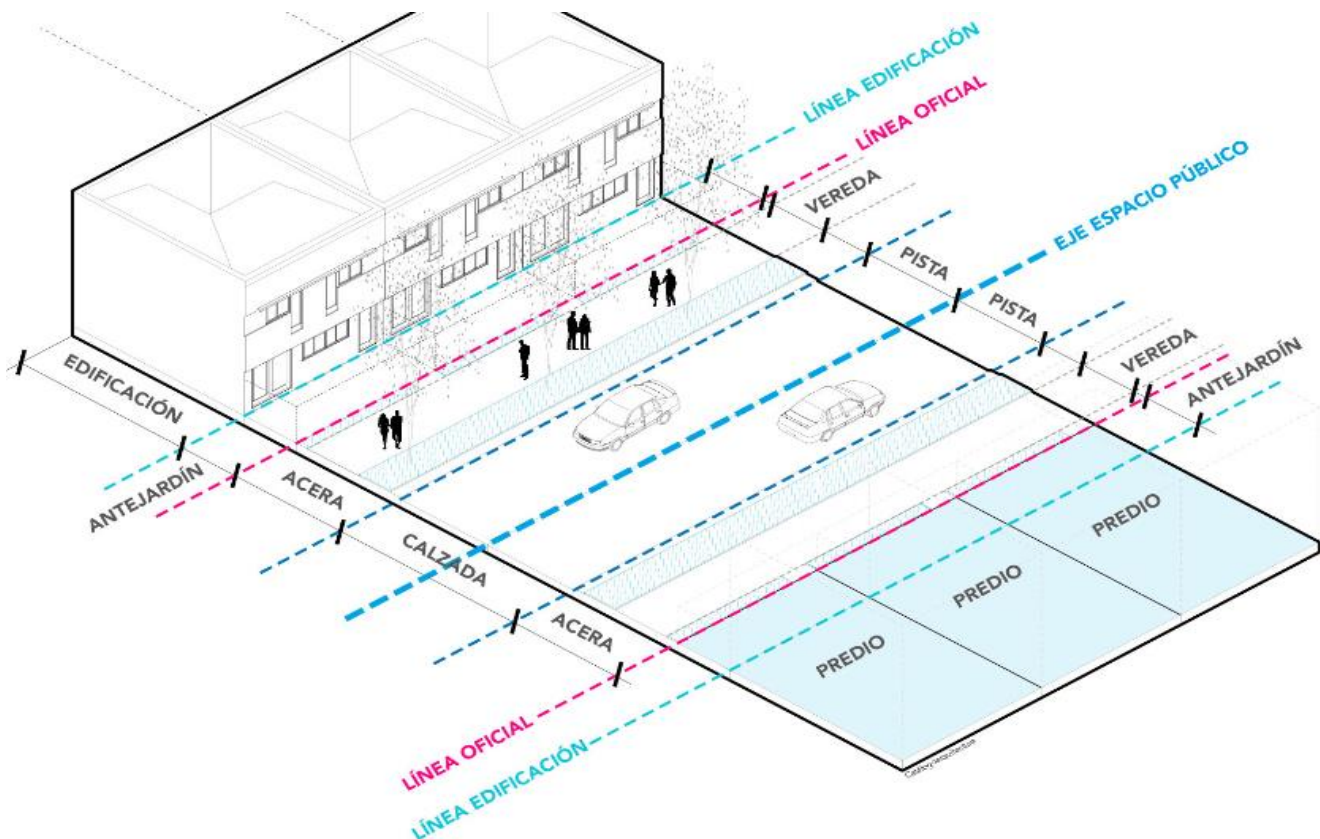 LÍNEA EDIFICACIÓN
LÍNEA OFICIAL
EJE ESPACIO PÚBLICO
VEREDA
PISTA
PISTA
VEREDA
ANTEJARDÍN
EDIFICACIÓN
ANTEJARDÍN
ACERA
CALZADA
ACERA
LÍNEA OFICIAL
LÍNEA EDIFICACIÓN
PREDIO
PREDIO
PREDIO